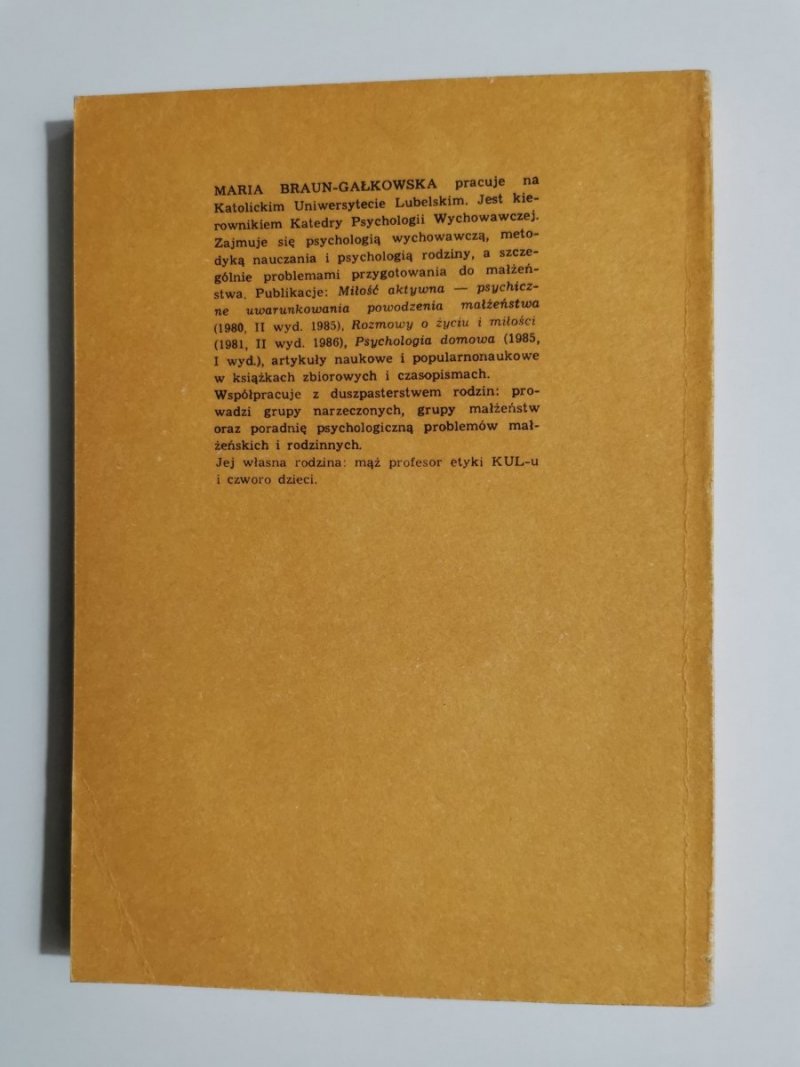 MARIA BRAUN-GAŁKOWSKA pracuje na
Katolickim Uniwersytecie Lubelskim. Jest kie-
rownikiem Katedry Psychologii Wychowawczej.
Zajmuje się psychologią wychowawczą, meto-
dyką nauczania i psychologią rodziny, a szcze-
gólnie problemami przygotowania do małżeń-
stwa. Publikacje: Miłość aktywna — psychicz-
ne uwarunkowania powodzenia małżeństwa
(1980, II wyd. 1985), Rozmowy o życiu i miłości
(1981, II wyd. 1986), Psychologia domowa (1985,
I wyd.), artykuły naukowe i popularnonaukowe
w książkach zbiorowych i czasopismach.
Współpracuje z duszpasterstwem rodzin: pro-
wadzi grupy narzeczonych, grupy małżeństw
oraz poradnię psychologiczną problemów mał-
żeńskich i rodzinnych.
Jej własna rodzina: mąż profesor etyki KUL-u
i czworo dzieci.